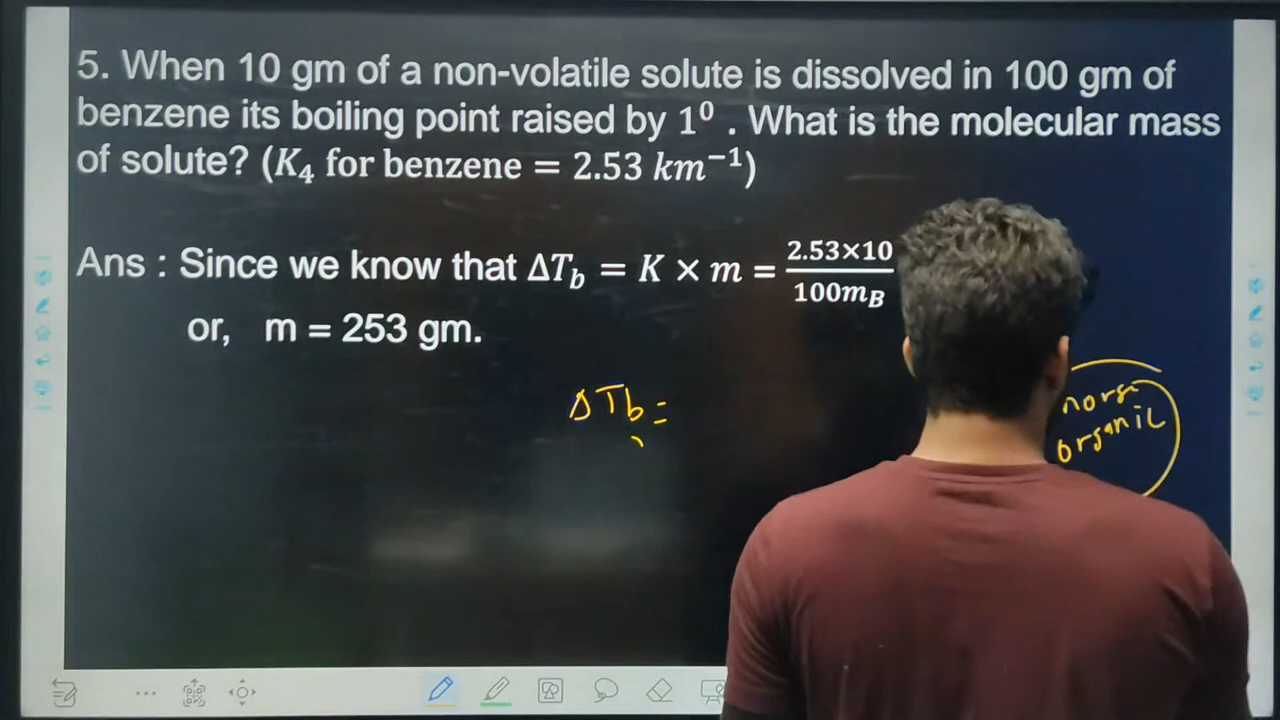 5. When 10 gm of a non-volatile solute is dissolved in 100 gm of
benzene its boiling point raised by 1⁰ . What is the molecular mass
of solute? (K₄ for benzene = 2.53 km⁻¹)
Ans : Since we know that ΔT_b = K × m = 2.53×10/100m_B
or, m = 253 gm.
ΔTb =
organic